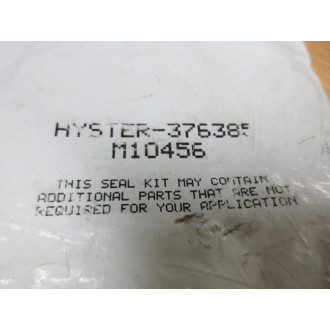 HYSTER-376385
M10456
THIS SEAL KIT MAY CONTAIN
ADDITIONAL PARTS THAT ARE NOT
REQUIRED FOR YOUR APPLICATION